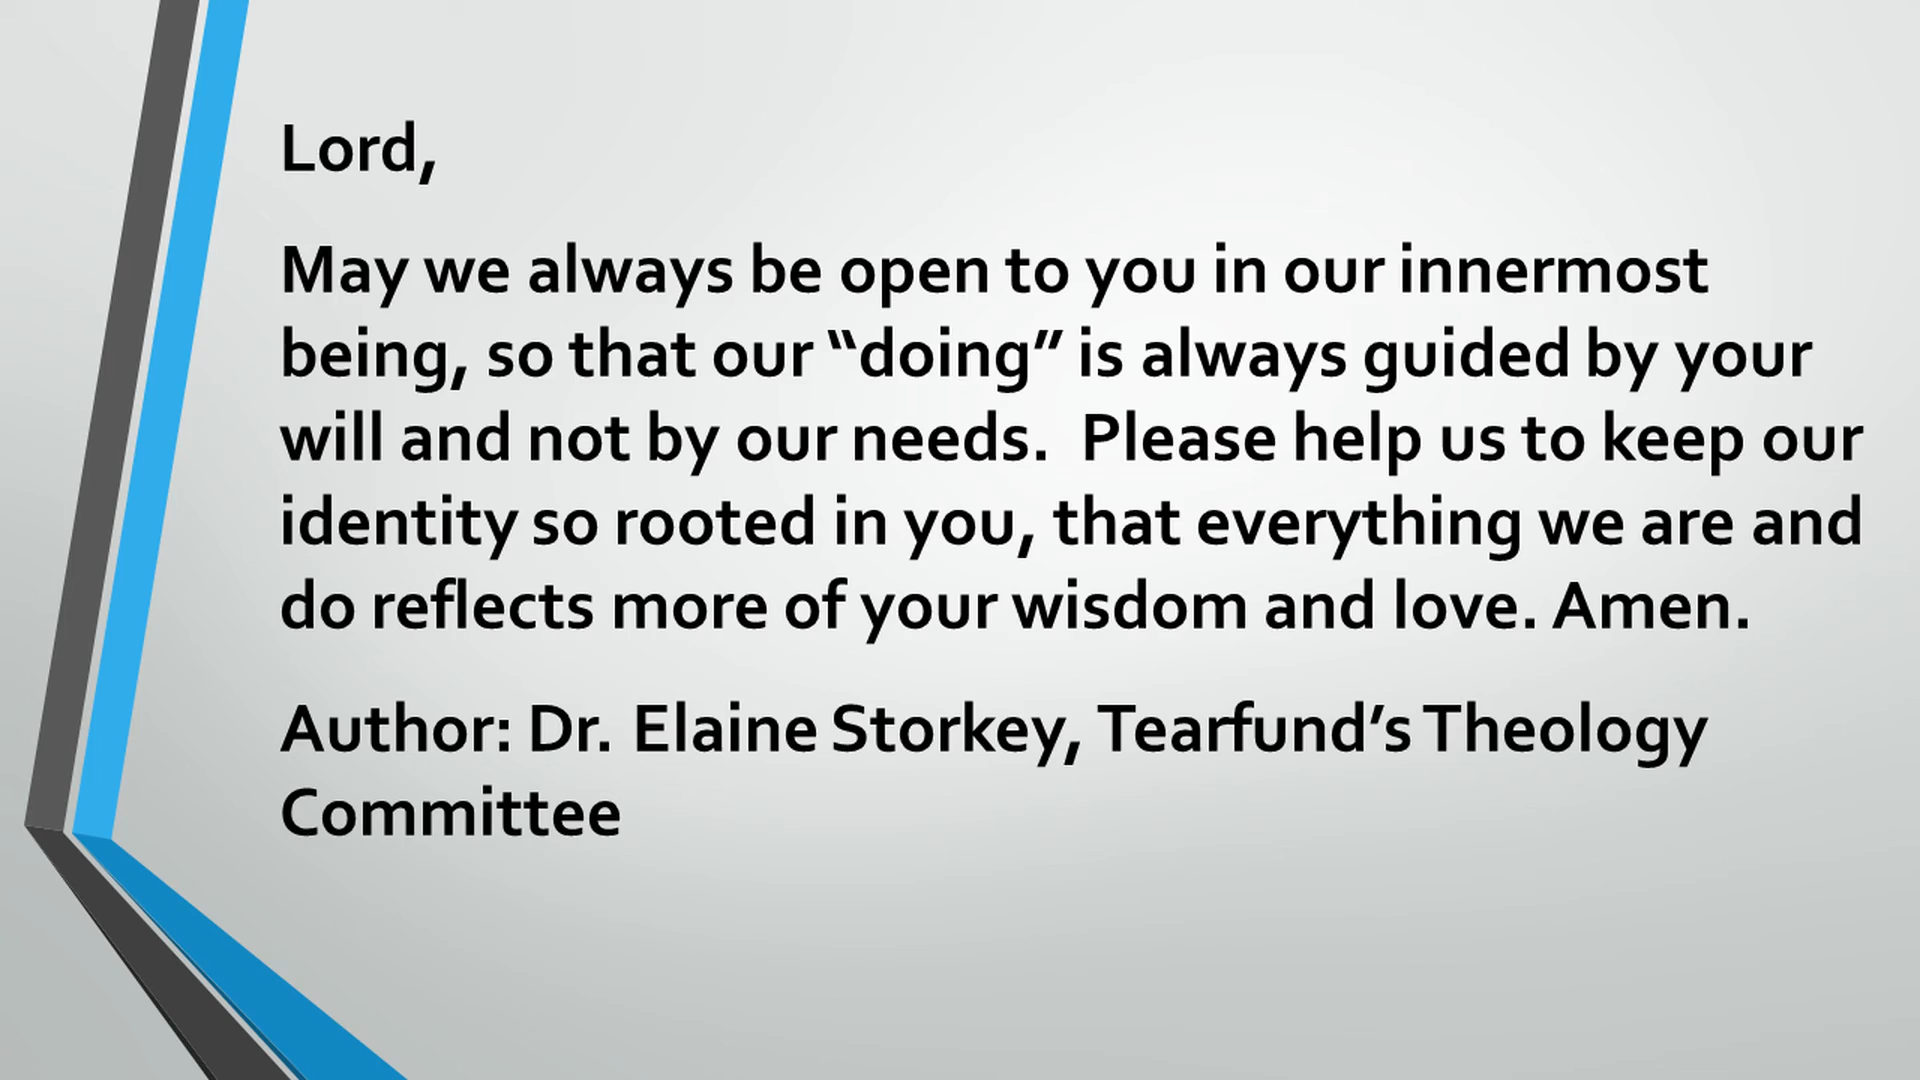 Lord,
May we always be open to you in our innermost
being, so that our “doing” is always guided by your
will and not by our needs.  Please help us to keep our
identity so rooted in you, that everything we are and
do reflects more of your wisdom and love. Amen.
Author: Dr. Elaine Storkey, Tearfund’s Theology
Committee